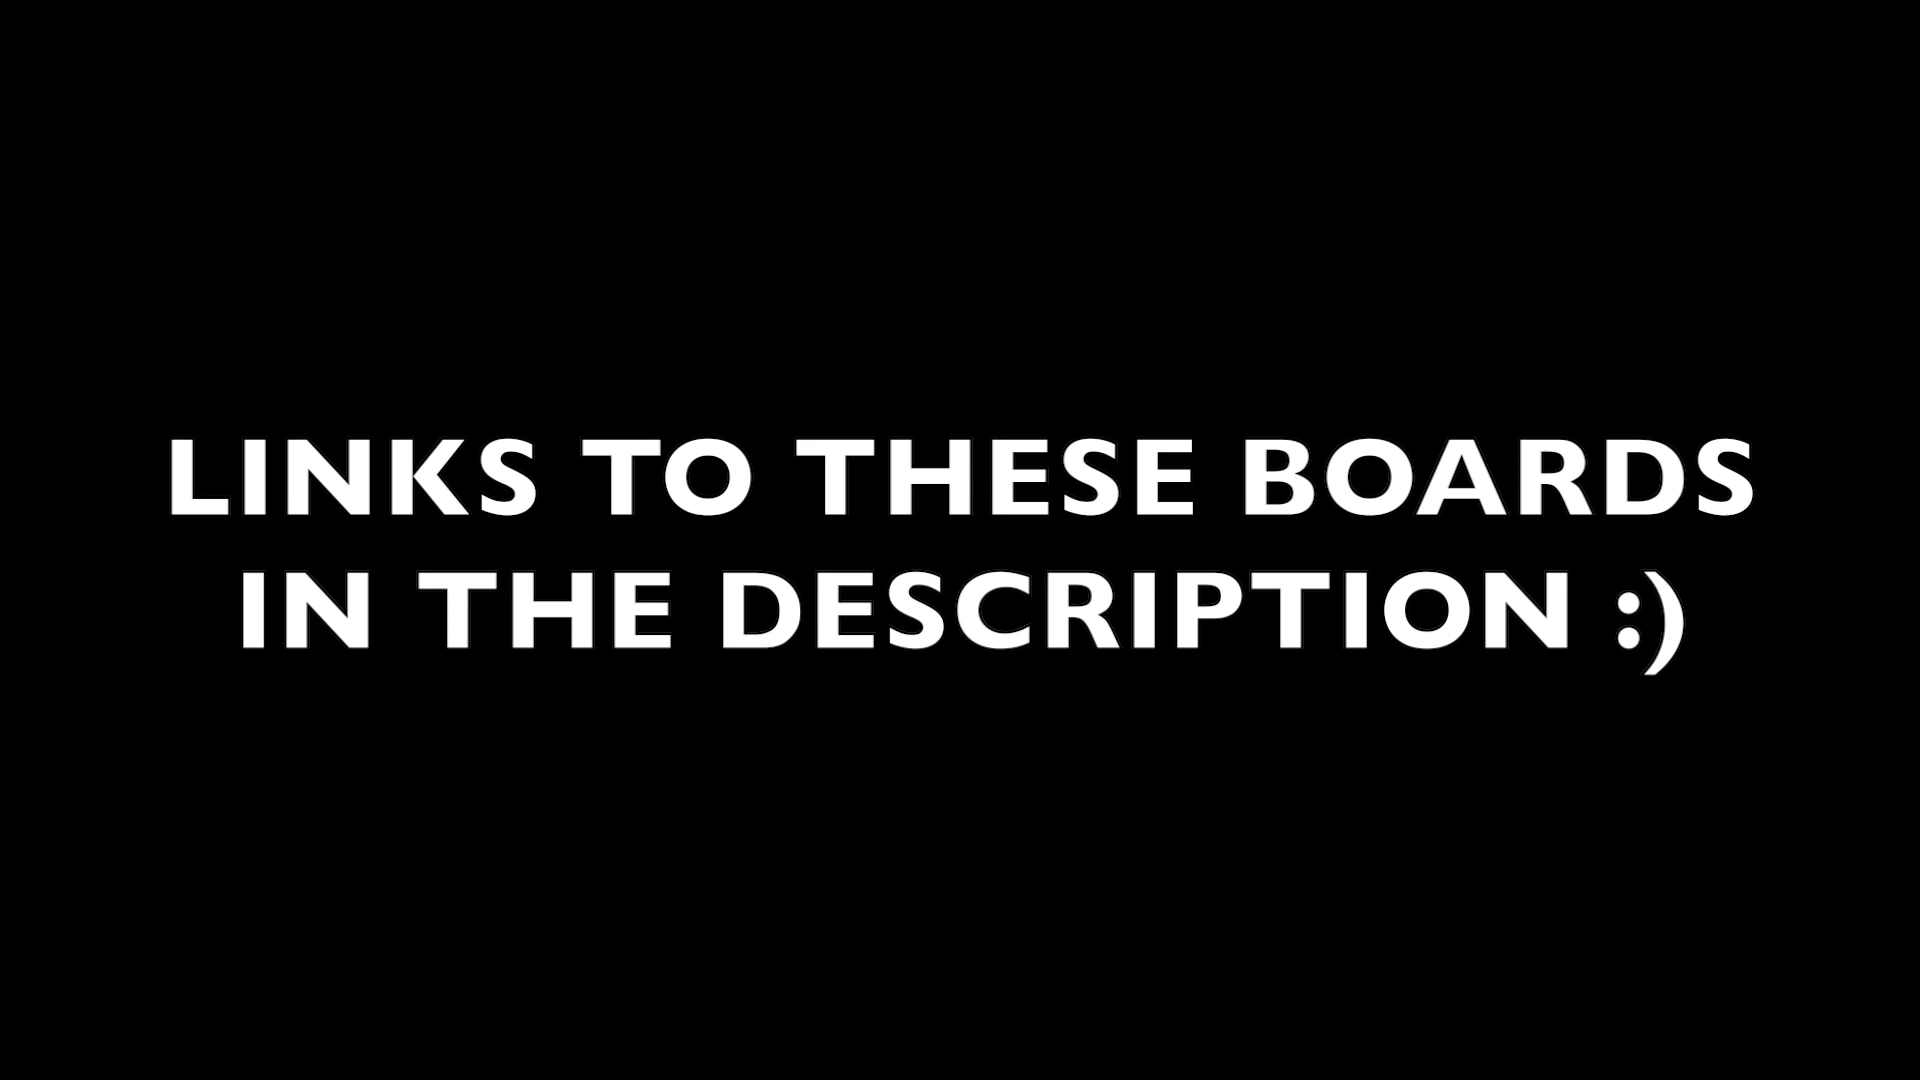 LINKS TO THESE BOARDS
IN THE DESCRIPTION :)